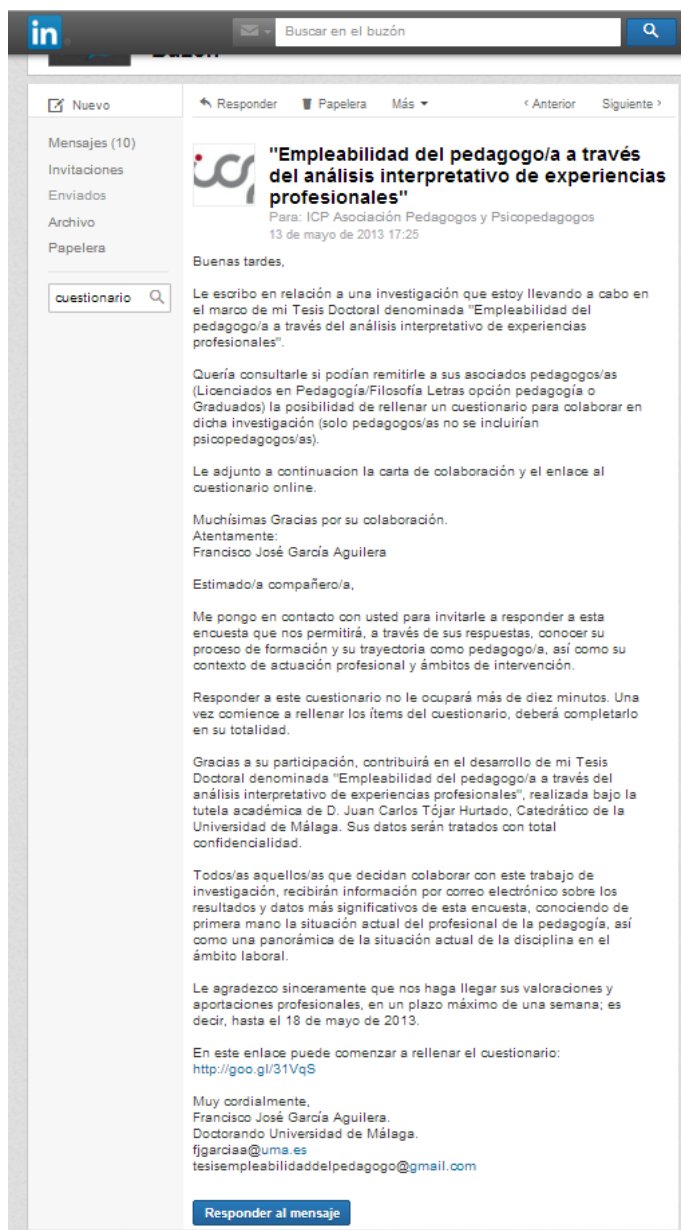 in
Buscar en el buzón
Buzón
Nuevo
Mensajes (10)
Invitaciones
Enviados
Archivo
Papelera
cuestionario
Responder Papelera Más < Anterior Siguiente >
icp
"Empleabilidad del pedagogo/a a través
del análisis interpretativo de experiencias
profesionales"
Para: ICP Asociación Pedagogos y Psicopedagogos
13 de mayo de 2013 17:25
Buenas tardes,
Le escribo en relación a una investigación que estoy llevando a cabo en
el marco de mi Tesis Doctoral denominada "Empleabilidad del
pedagogo/a a través del análisis interpretativo de experiencias
profesionales".
Quería consultarle si podían remitirle a sus asociados pedagogos/as
(Licenciados en Pedagogía/Filosofía Letras opción pedagogía o
Graduados) la posibilidad de rellenar un cuestionario para colaborar en
dicha investigación (solo pedagogos/as no se incluirían
psicopedagogos/as).
Le adjunto a continuacion la carta de colaboración y el enlace al
cuestionario online.
Muchísimas Gracias por su colaboración.
Atentamente:
Francisco José García Aguilera
Estimado/a compañero/a,
Me pongo en contacto con usted para invitarle a responder a esta
encuesta que nos permitirá, a través de sus respuestas, conocer su
proceso de formación y su trayectoria como pedagogo/a, así como su
contexto de actuación profesional y ámbitos de intervención.
Responder a este cuestionario no le ocupará más de diez minutos. Una
vez comience a rellenar los ítems del cuestionario, deberá completarlo
en su totalidad.
Gracias a su participación, contribuirá en el desarrollo de mi Tesis
Doctoral denominada "Empleabilidad del pedagogo/a a través del
análisis interpretativo de experiencias profesionales", realizada bajo la
tutela académica de D. Juan Carlos Tójar Hurtado, Catedrático de la
Universidad de Málaga. Sus datos serán tratados con total
confidencialidad.
Todos/as aquellos/as que decidan colaborar con este trabajo de
investigación, recibirán información por correo electrónico sobre los
resultados y datos más significativos de esta encuesta, conociendo de
primera mano la situación actual del profesional de la pedagogía, así
como una panorámica de la situación actual de la disciplina en el
ámbito laboral.
Le agradezco sinceramente que nos haga llegar sus valoraciones y
aportaciones profesionales, en un plazo máximo de una semana; es
decir, hasta el 18 de mayo de 2013.
En este enlace puede comenzar a rellenar el cuestionario:
http://goo.gl/31VqS
Muy cordialmente,
Francisco José García Aguilera.
Doctorando Universidad de Málaga.
fjgarciaa@uma.es
tesisempleabilidaddelpedagogo@gmail.com
Responder al mensaje